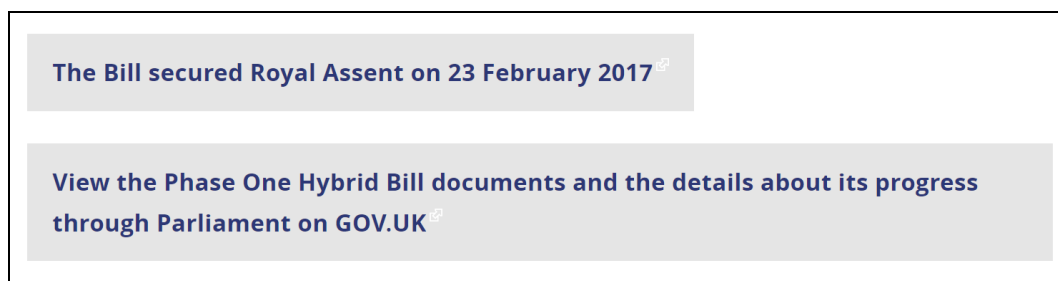 The Bill secured Royal Assent on 23 February 2017
View the Phase One Hybrid Bill documents and the details about its progress
through Parliament on GOV.UK